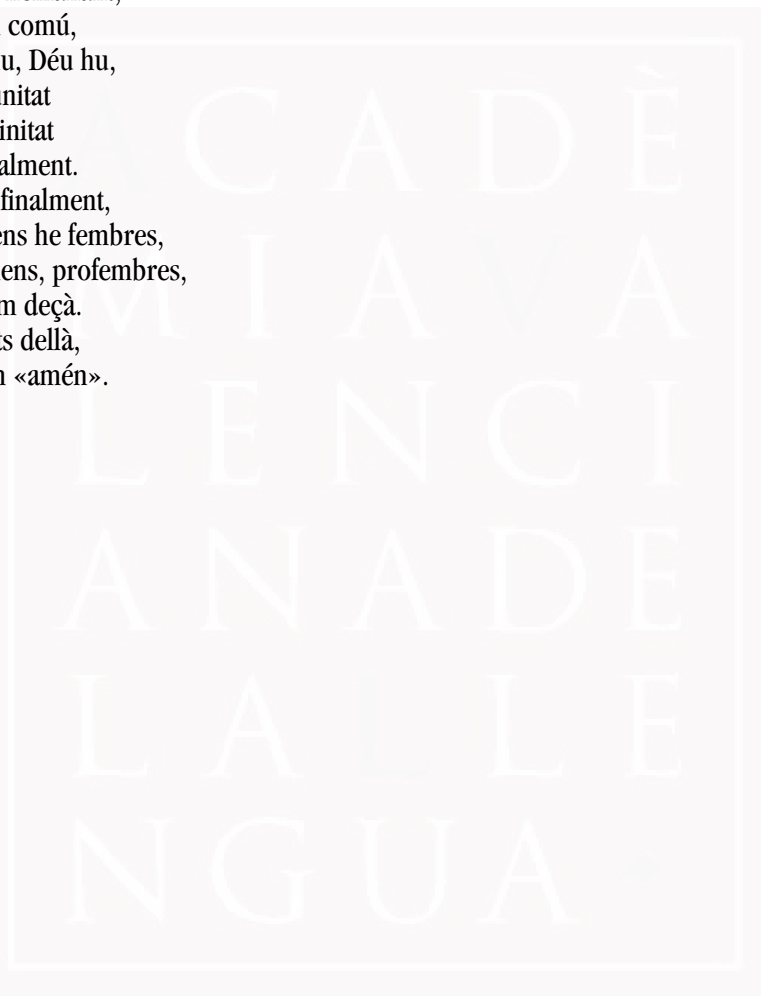 comú,
u, Déu hu,
unitat
initat
alment.
finalment,
ens he fembres,
ens, profembres,
m deçà.
ts dellà,
n «amén».
ACADÈ
MIAVA
LENCI
ANADE
LALLE
NGUA·